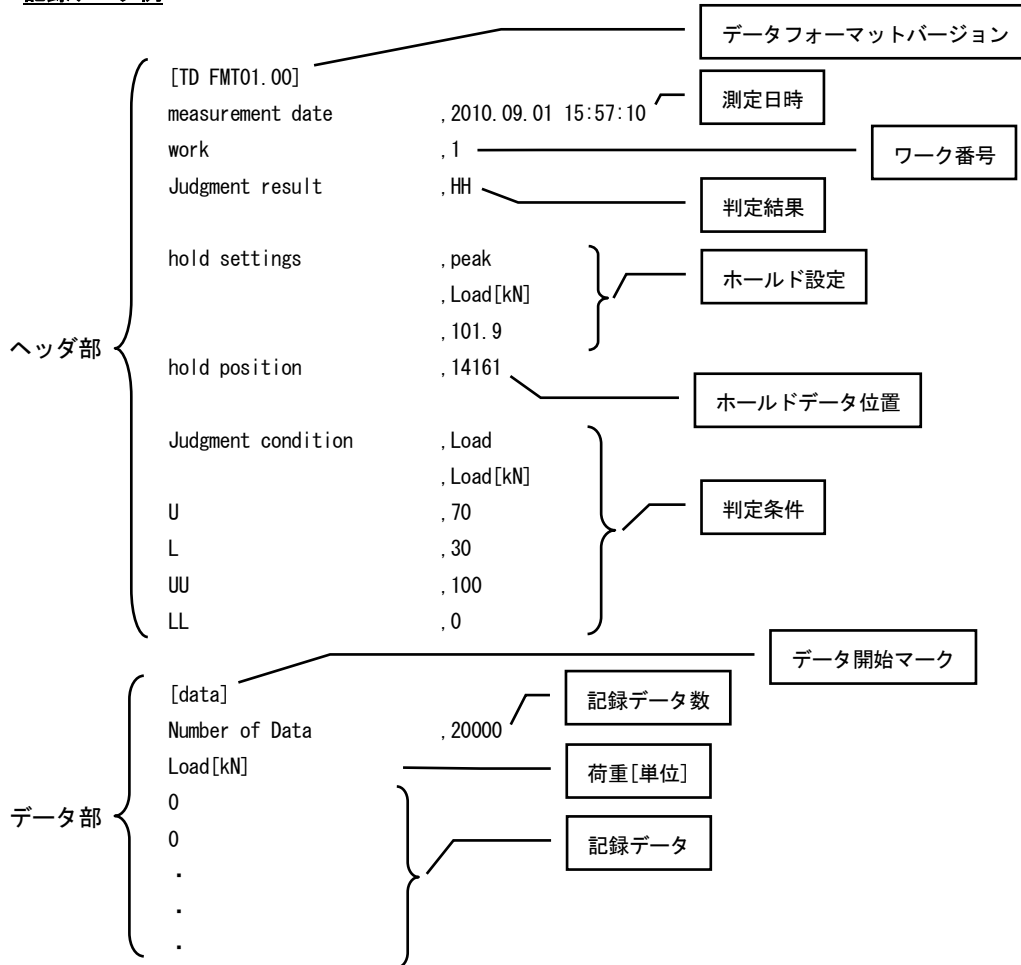 記録データ例
データフォーマットバージョン
[TD FMT01.00]
measurement date ,2010.09.01 15:57:10 測定日時
work ,1 ワーク番号
Judgment result ,HH 判定結果
hold settings ,peak
,Load[kN] ホールド設定
,101.9
ヘッダ部
hold position ,14161
ホールドデータ位置
Judgment condition ,Load
,Load[kN]
U ,70 判定条件
L ,30
UU ,100
LL ,0
データ開始マーク
[data]
記録データ数
Number of Data ,20000
Load[kN] 荷重[単位]
0
データ部
0 記録データ
・
・
・